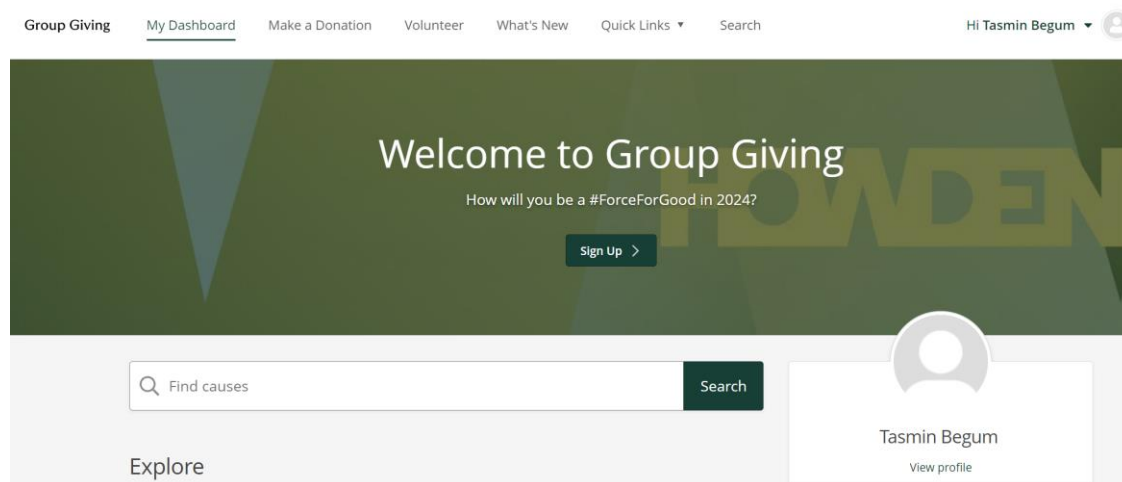 Group Giving My Dashboard Make a Donation Volunteer What's New Quick Links ▼ Search Hi Tasmin Begum ▼
Welcome to Group Giving
HOWDEN
How will you be a #ForceForGood in 2024?
Sign Up >
Find causes Search
Tasmin Begum
Explore
View profile